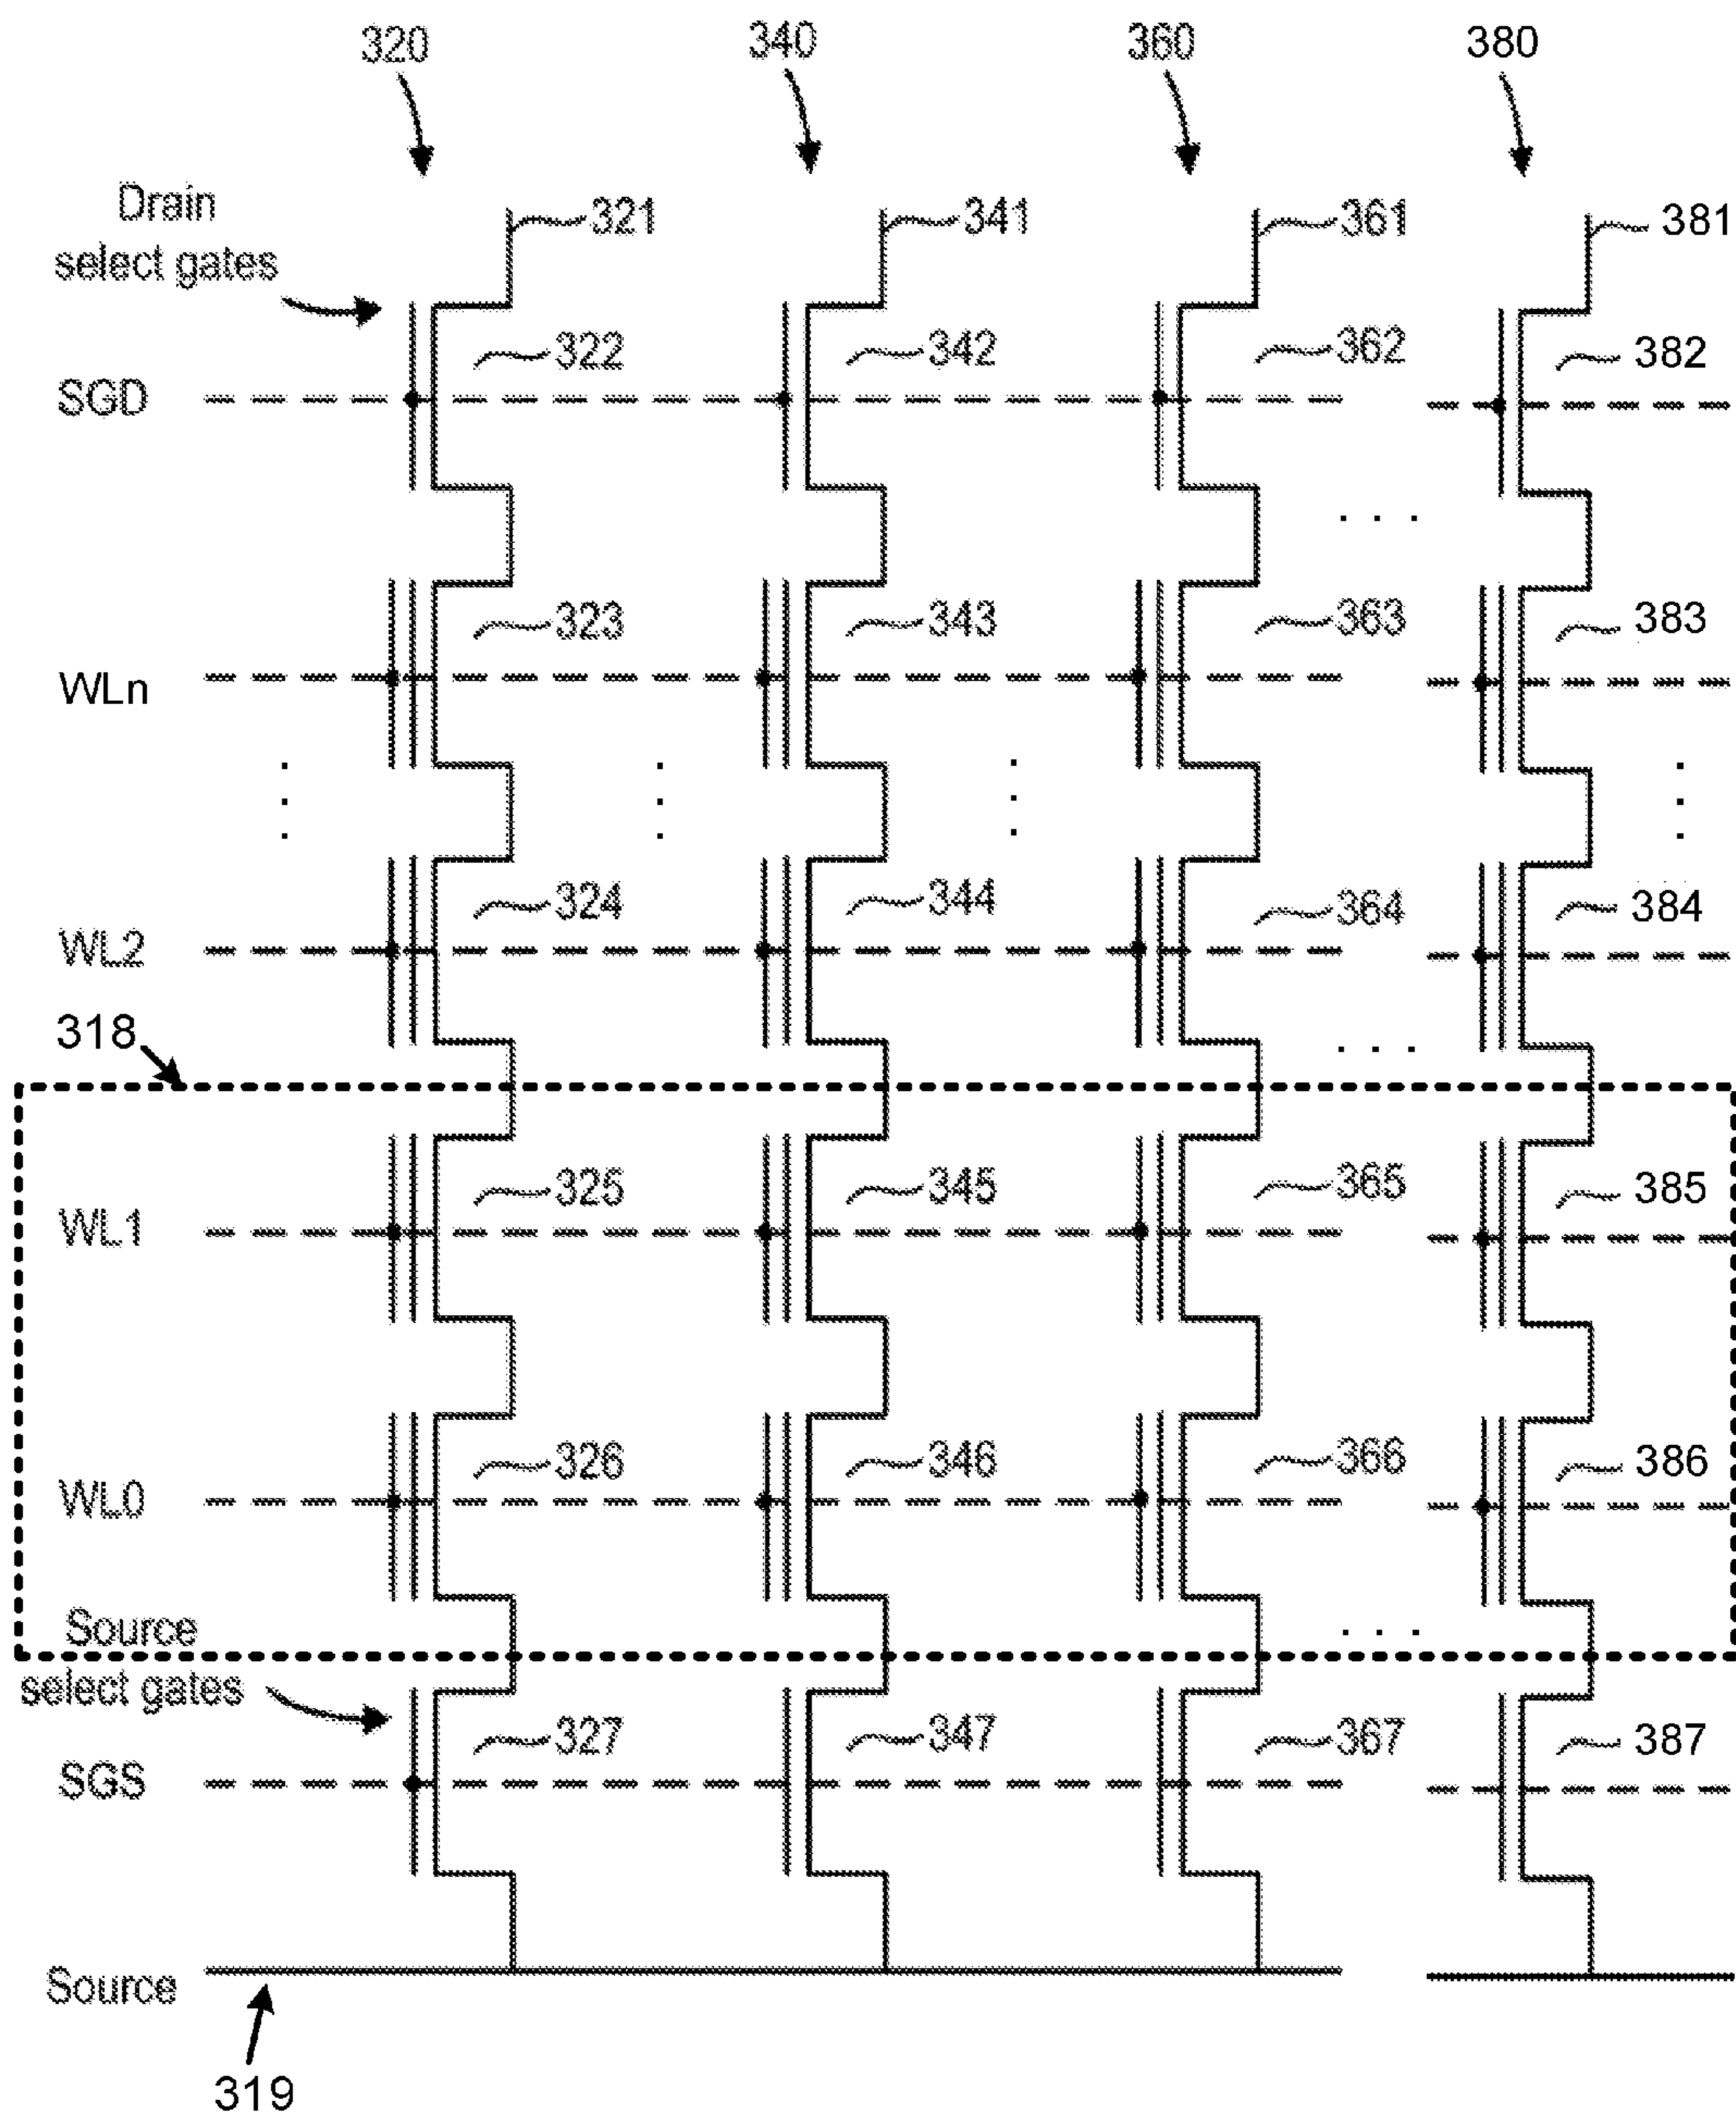 320 340 360 380
Drain
select gates
321 341 361 381
322 342 362 382
SGD
323 343 363 383
WLn
324 344 364 384
WL2
318
325 345 365 385
WL1
326 346 366 386
WL0
Source
select gates
327 347 367 387
SGS
Source
319